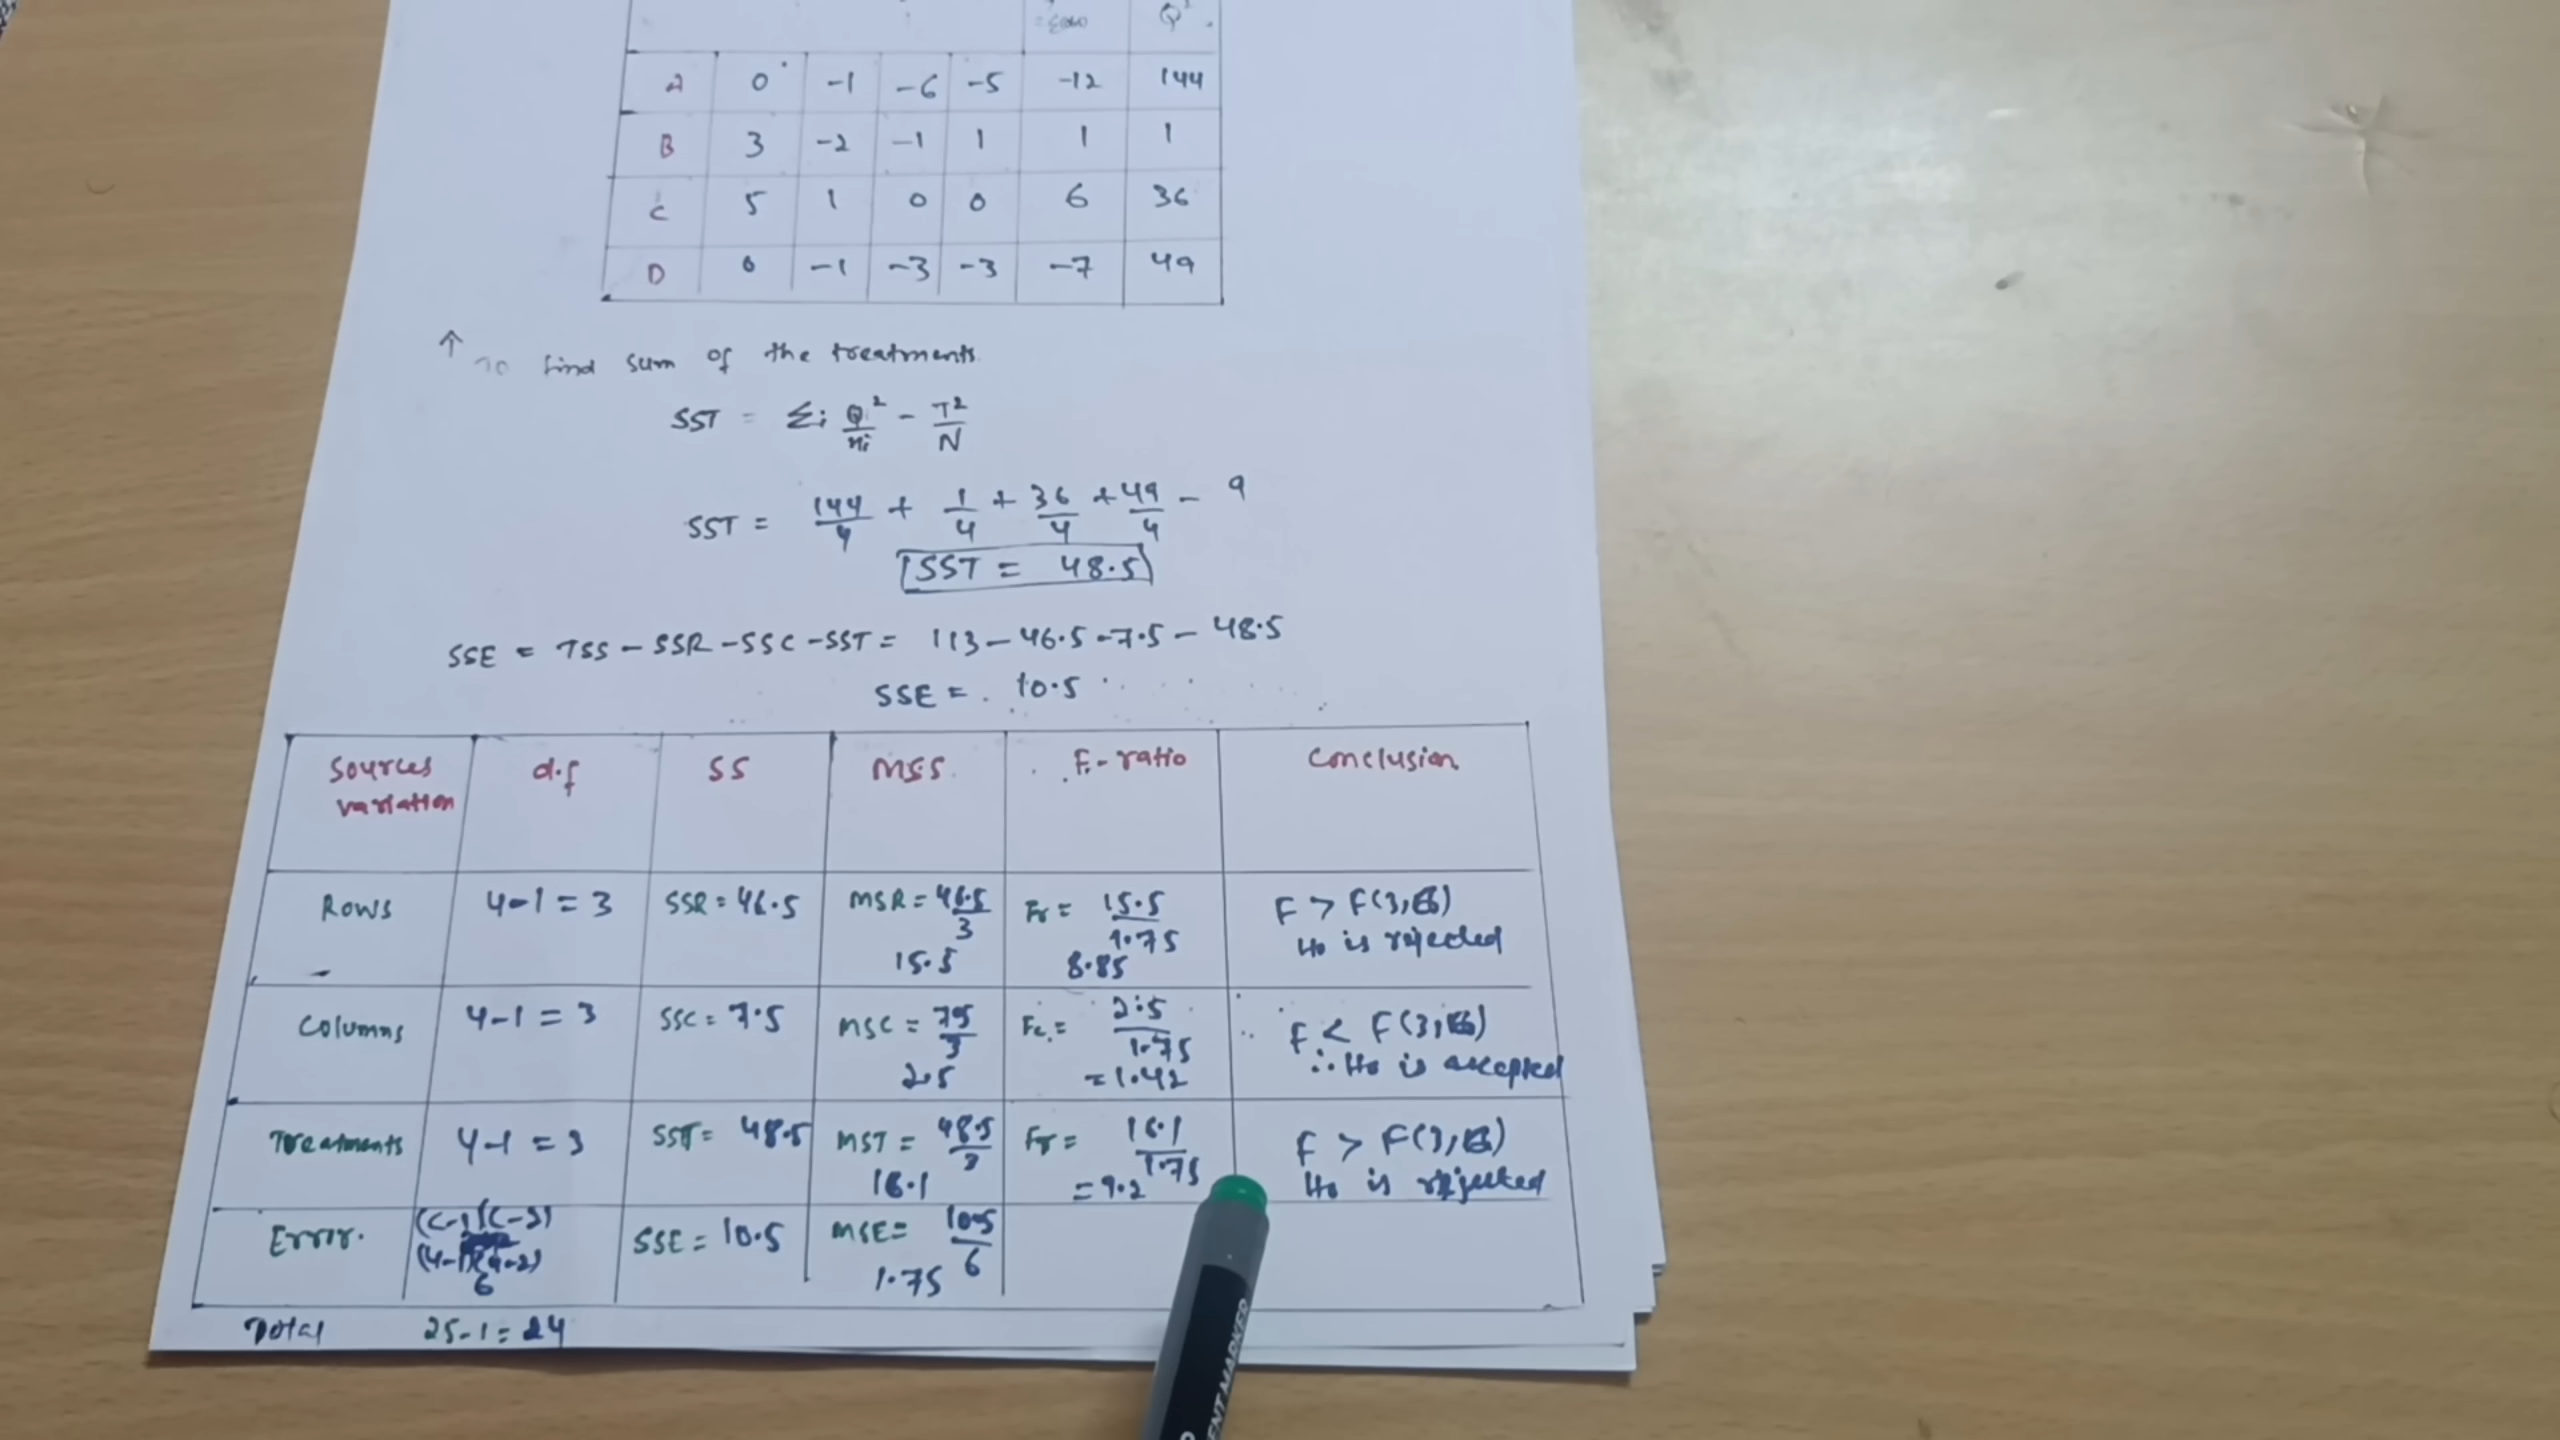 Q²
A 0 -1 -6 -5 -12 144
B 3 -2 -1 1 1 1
C 5 1 0 0 6 36
D 0 -1 -3 -3 -7 49
↑ To find sum of the treatments
SST = Σi Q²/ni - T²/N
SST = 144/4 + 1/4 + 36/4 + 49/4 - 9
SST = 48.5
SSE = TSS - SSR - SSC - SST = 113 - 46.5 - 7.5 - 48.5
SSE = 10.5
Sources variation d.f SS MSS F-ratio Conclusion
Rows 4-1=3 SSR = 46.5 MSR = 46.5/3 15.5 Fr = 15.5/1.75 8.85 F > F(3,6) Ho is rejected
Columns 4-1=3 SSC = 7.5 MSC = 7.5/3 2.5 Fc = 2.5/1.75 = 1.42 F < F(3,6) ∴ Ho is accepted
Treatments 4-1=3 SST = 48.5 MST = 48.5/3 16.1 FT = 16.1/1.75 = 9.2 F > F(3,6) Ho is rejected
Error. (C-1)(C-2) (4-1)(4-2) 6 SSE = 10.5 MSE = 10.5/6 1.75
Total 25-1=24
ENT MARKER